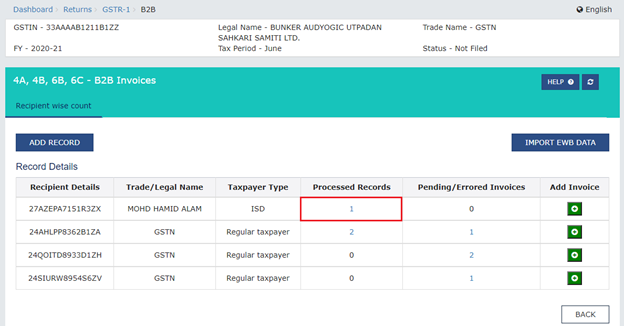 Dashboard › Returns › GSTR-1 › B2B English
GSTIN - 33AAAAB1211B1ZZ Legal Name - BUNKER AUDYOGIC UTPADAN Trade Name - GSTN
SAHKARI SAMITI LTD.
FY - 2020-21 Tax Period - June Status - Not Filed
4A, 4B, 6B, 6C - B2B Invoices HELP ?
Recipient wise count
ADD RECORD IMPORT EWB DATA
Record Details
Recipient Details Trade/Legal Name Taxpayer Type Processed Records Pending/Errored Invoices Add Invoice
27AZEPA7151R3ZX MOHD HAMID ALAM ISD 1 0
24AHLPP8362B1ZA GSTN Regular taxpayer 2 1
24QOITD8933D1ZH GSTN Regular taxpayer 0 2
24SIURW8954S6ZV GSTN Regular taxpayer 0 1
BACK